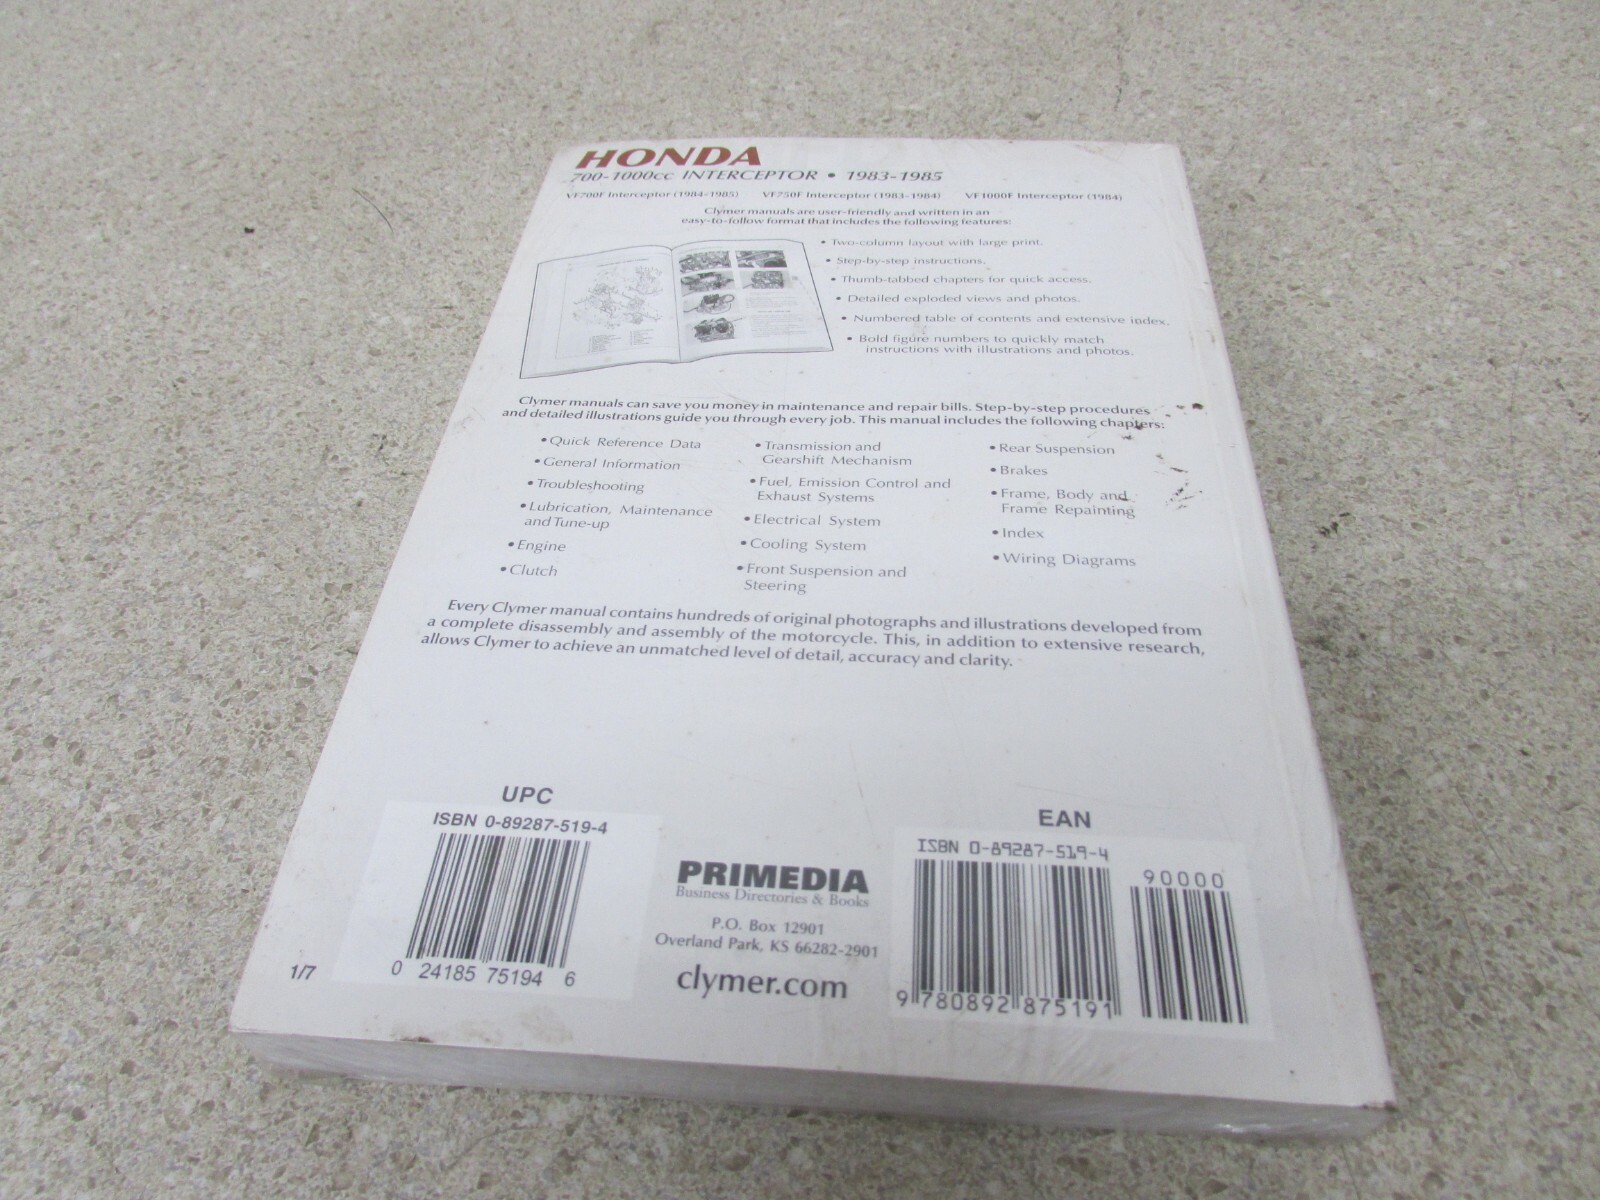 HONDA
700-1000cc INTERCEPTOR • 1983-1985
VF700F Interceptor (1984-1985) VF750F Interceptor (1983-1984) VF1000F Interceptor (1984)
Clymer manuals are user-friendly and written in an
easy-to-follow format that includes the following features:
• Two-column layout with large print.
• Step-by-step instructions.
• Thumb-tabbed chapters for quick access.
• Detailed exploded views and photos.
• Numbered table of contents and extensive index.
• Bold figure numbers to quickly match
instructions with illustrations and photos.
Clymer manuals can save you money in maintenance and repair bills. Step-by-step procedures
and detailed illustrations guide you through every job. This manual includes the following chapters:
• Quick Reference Data
• General Information
• Troubleshooting
• Lubrication, Maintenance
and Tune-up
• Engine
• Clutch
• Transmission and
Gearshift Mechanism
• Fuel, Emission Control and
Exhaust Systems
• Electrical System
• Cooling System
• Front Suspension and
Steering
• Rear Suspension
• Brakes
• Frame, Body and
Frame Repainting
• Index
• Wiring Diagrams
Every Clymer manual contains hundreds of original photographs and illustrations developed from
a complete disassembly and assembly of the motorcycle. This, in addition to extensive research,
allows Clymer to achieve an unmatched level of detail, accuracy and clarity.
UPC
ISBN 0-89287-519-4
0 24185 75194 6
1/7
PRIMEDIA
Business Directories & Books
P.O. Box 12901
Overland Park, KS 66282-2901
clymer.com
EAN
ISBN 0-89287-519-4
90000
9 780892 875191